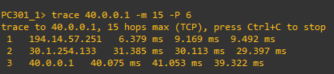 PC301_1> trace 40.0.0.1 -m 15 -P 6
trace to 40.0.0.1, 15 hops max (TCP), press Ctrl+C to stop
1 194.14.57.251 6.379 ms 9.169 ms 9.492 ms
2 30.1.254.133 31.385 ms 30.113 ms 29.397 ms
3 40.0.0.1 40.075 ms 41.053 ms 39.322 ms